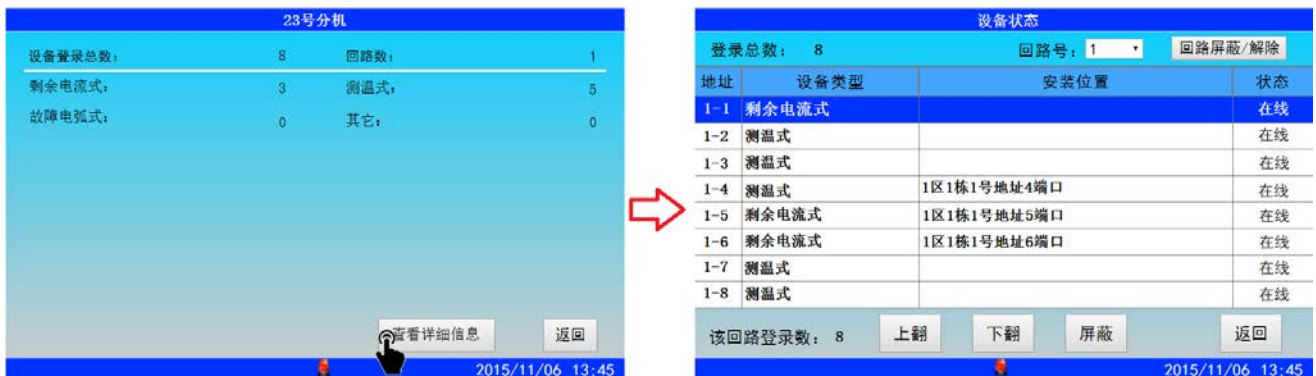 23号分机
设备登录总数： 8 回路数： 1
剩余电流式： 3 测温式： 5
故障电弧式： 0 其它： 0
查看详细信息 返回
2015/11/06 13:45
设备状态
登录总数： 8 回路号： 1 回路屏蔽/解除
地址 设备类型 安装位置 状态
1-1 剩余电流式 在线
1-2 测温式 在线
1-3 测温式 在线
1-4 测温式 1区1栋1号地址4端口 在线
1-5 剩余电流式 1区1栋1号地址5端口 在线
1-6 剩余电流式 1区1栋1号地址6端口 在线
1-7 测温式 在线
1-8 测温式 在线
该回路登录数： 8 上翻 下翻 屏蔽 返回
2015/11/06 13:45